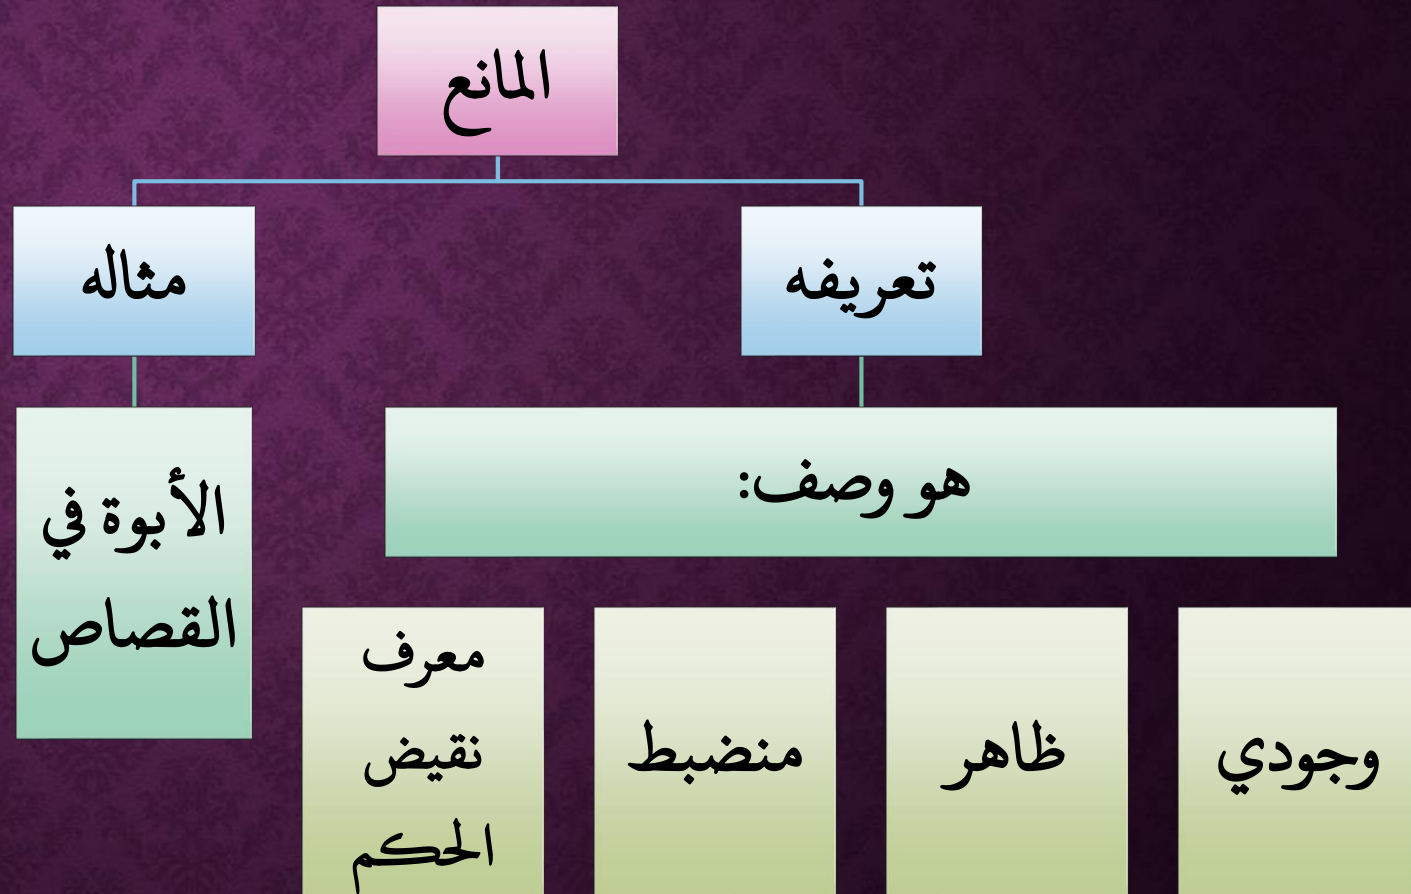 المانع
تعريفه
مثاله
هو وصف:
الأبوة في
القصاص
وجودي
ظاهر
منضبط
معرف
نقيض
الحكم